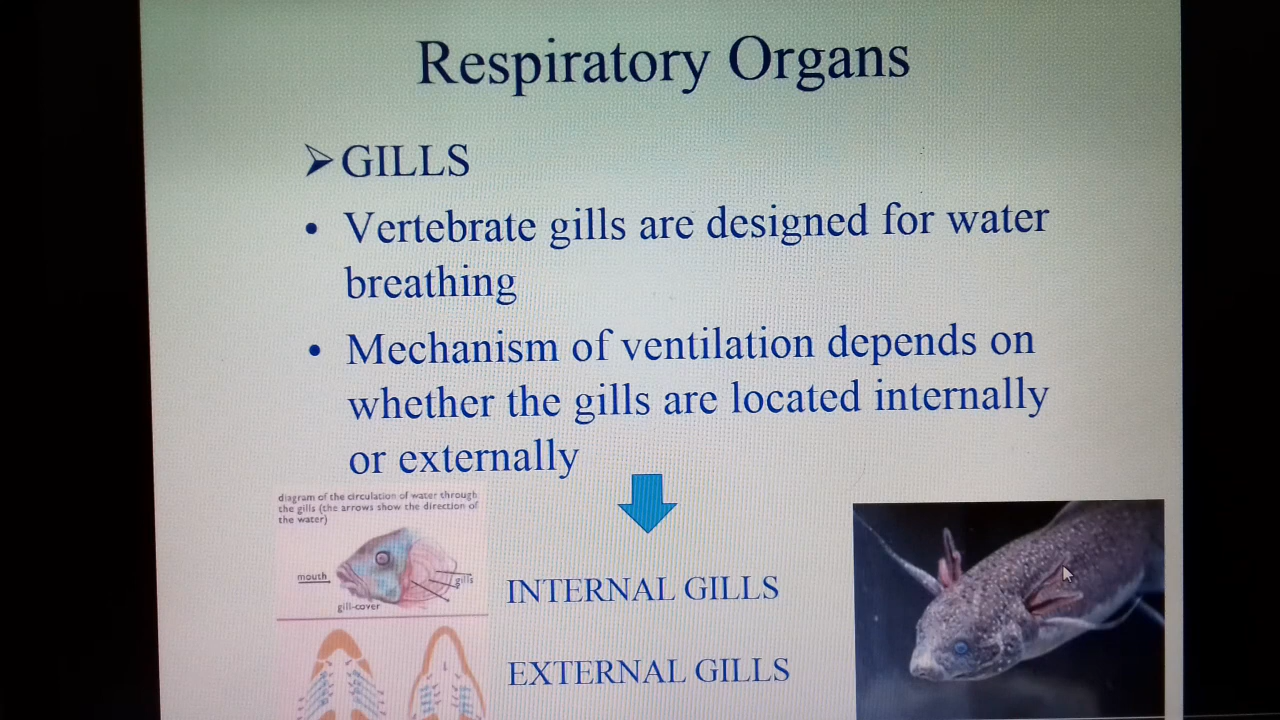 Respiratory Organs
➢GILLS
• Vertebrate gills are designed for water
breathing
• Mechanism of ventilation depends on
whether the gills are located internally
or externally
diagram of the circulation of water through
the gills (the arrows show the direction of
the water)
mouth
gills
gill-cover
INTERNAL GILLS
EXTERNAL GILLS